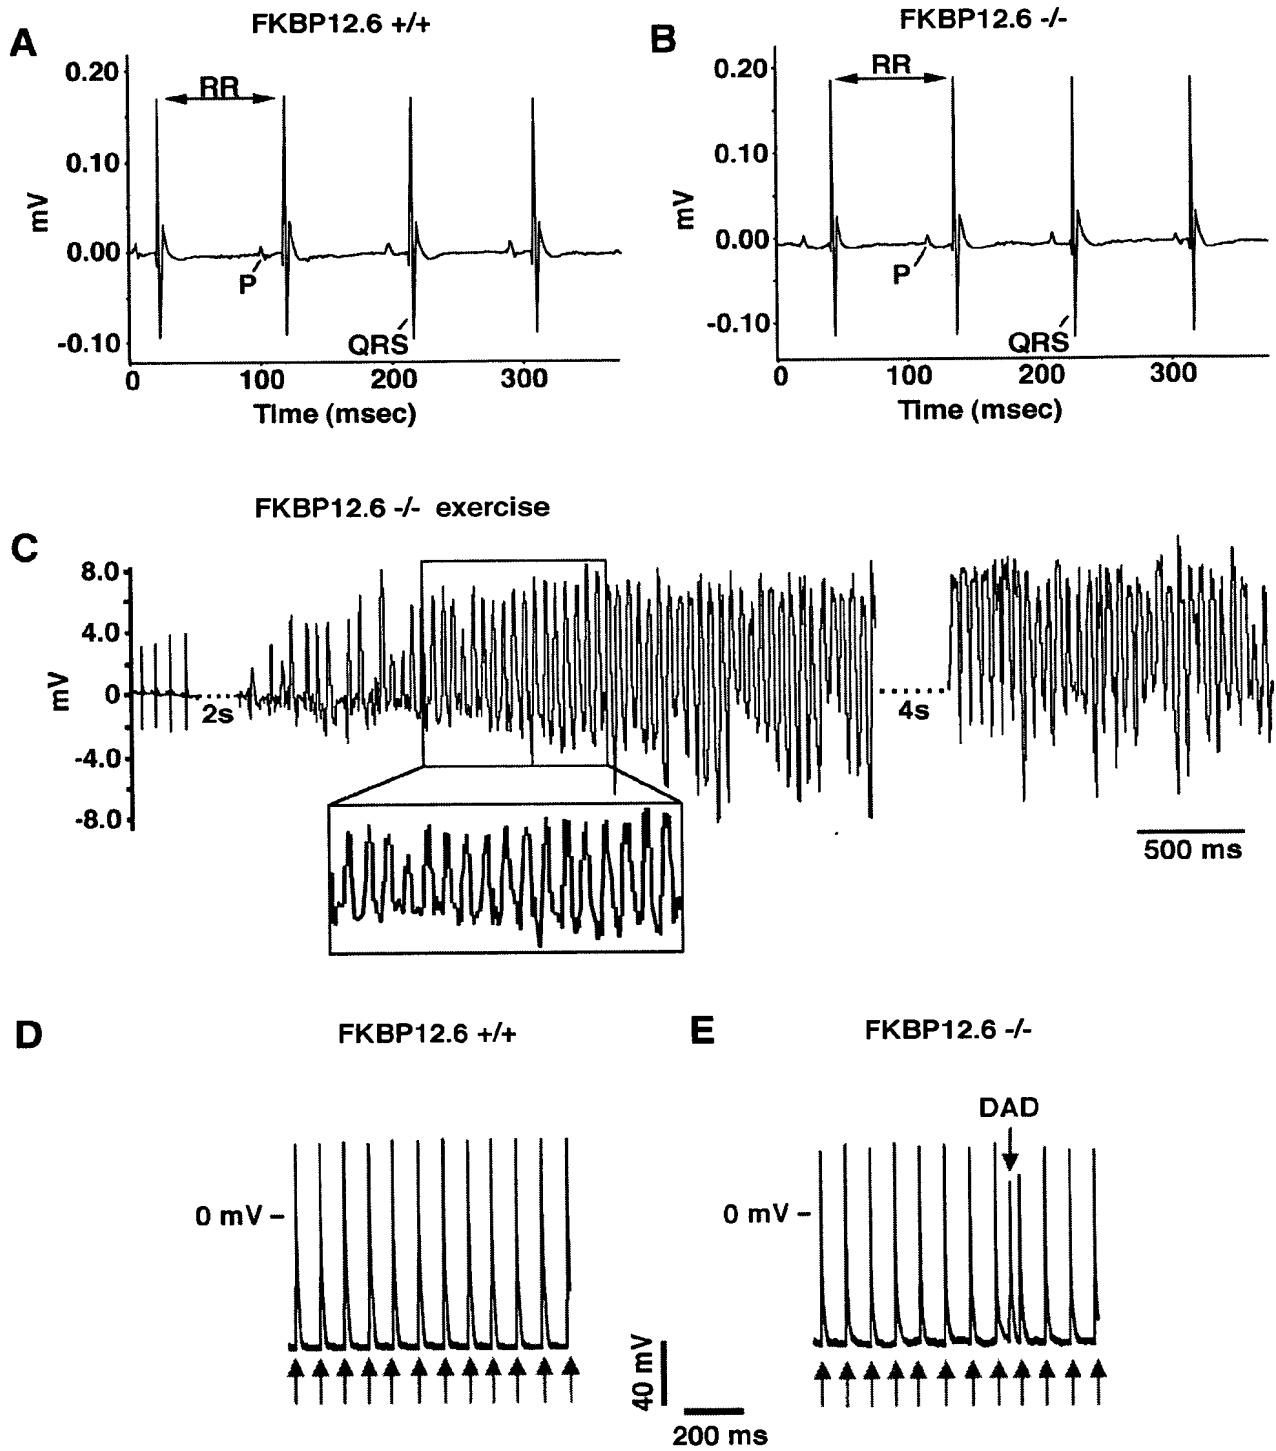 FKBP12.6 +/+
A
RR
0.20
0.10
0.00
-0.10
mV
P
QRS
0 100 200 300
Time (msec)
FKBP12.6 -/-
B
RR
0.20
0.10
0.00
-0.10
mV
P
QRS
0 100 200 300
Time (msec)
FKBP12.6 -/- exercise
C
8.0
4.0
0
-4.0
-8.0
mV
2s
4s
500 ms
D
FKBP12.6 +/+
0 mV
E
FKBP12.6 -/-
DAD
0 mV
40 mV
200 ms